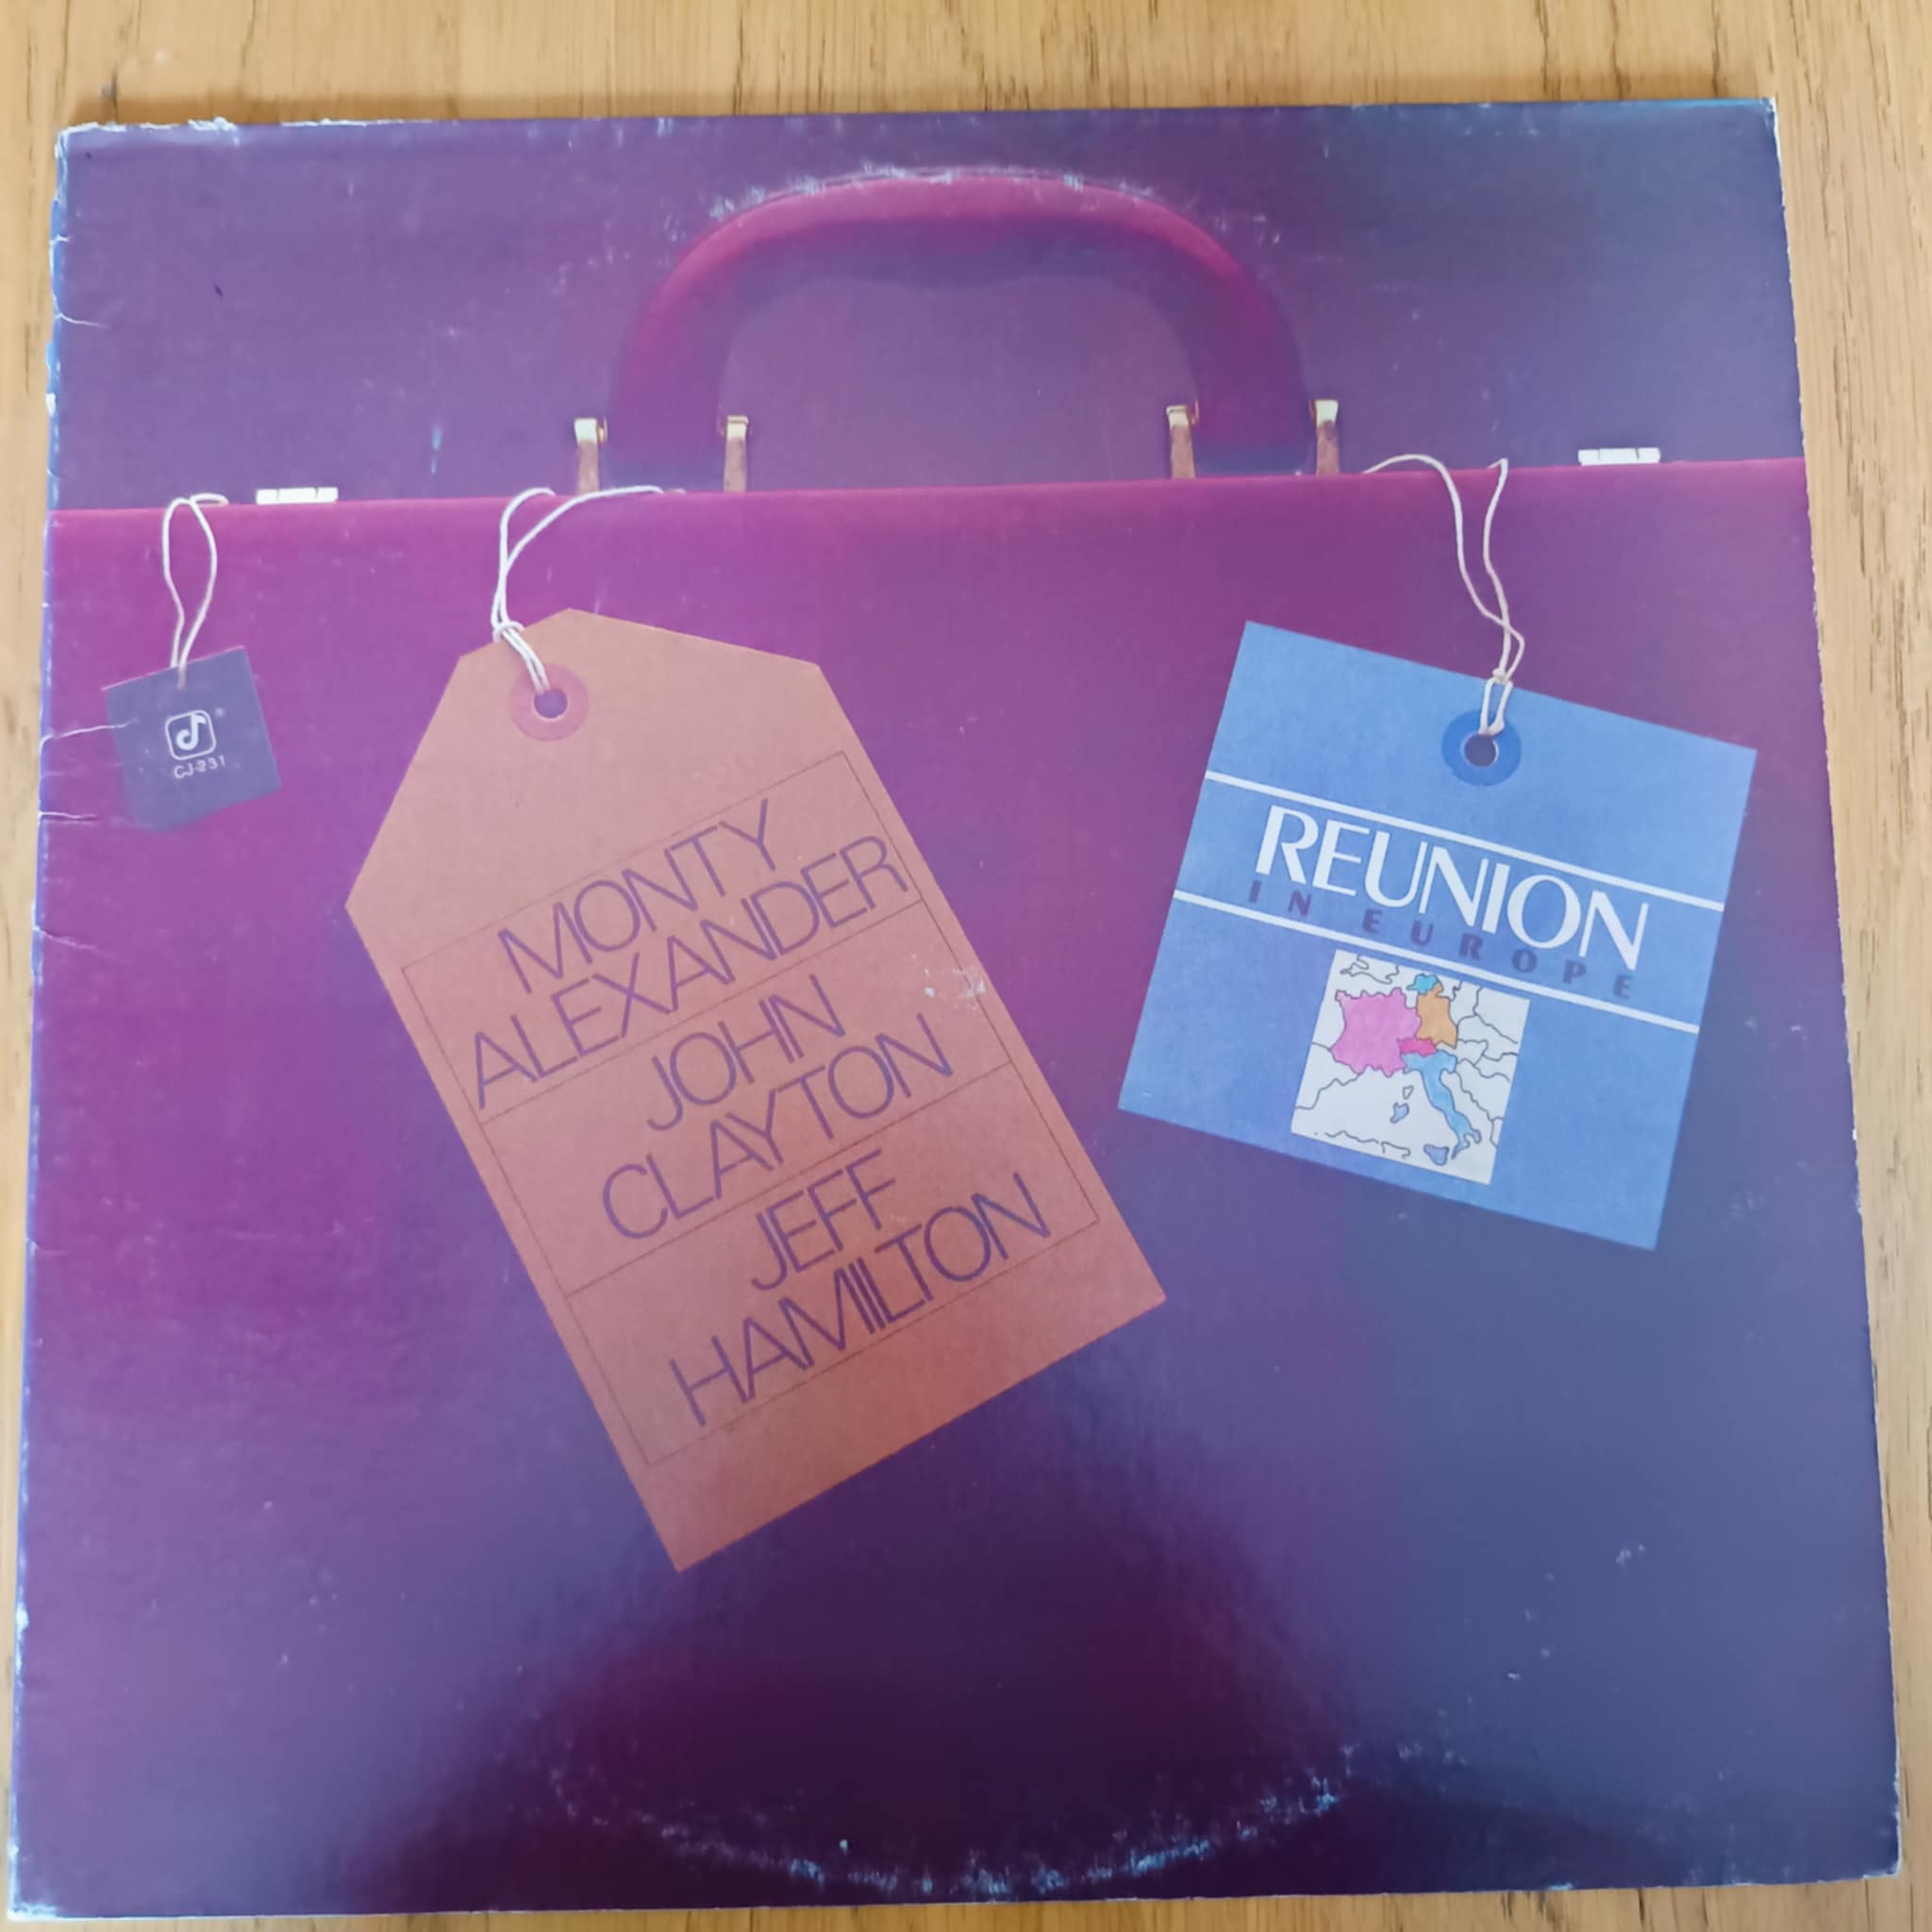 CJ-231
MONTY
ALEXANDER
JOHN
CLAYTON
JEFF
HAMILTON
REUNION
IN EUROPE